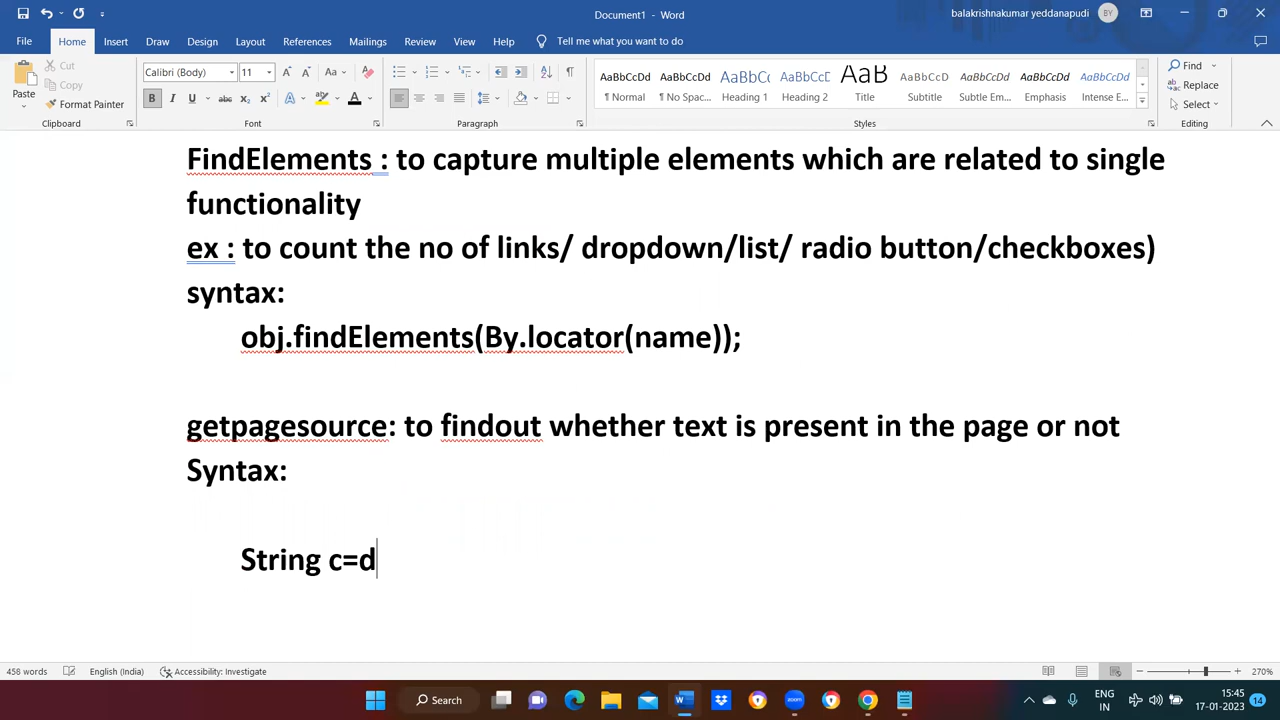 Document1 - Word
balakrishnakumar yeddanapudi BY
File Home Insert Draw Design Layout References Mailings Review View Help Tell me what you want to do
Paste
Cut
Copy
Format Painter
Clipboard
Calibri (Body) 11
Font
Paragraph
AaBbCcDd AaBbCcDd AaBbCc AaBbCcD AaB AaBbCcDd AaBbCcDd AaBbCcDd AaBbCcDd
¶ Normal ¶ No Spac... Heading 1 Heading 2 Title Subtitle Subtle Em... Emphasis Intense E...
Styles
Find
Replace
Select
Editing
FindElements : to capture multiple elements which are related to single
functionality
ex : to count the no of links/ dropdown/list/ radio button/checkboxes)
syntax:
obj.findElements(By.locator(name));
getpagesource: to findout whether text is present in the page or not
Syntax:
String c=d
458 words English (India) Accessibility: Investigate 270%
Search
ENG
IN
15:45
17-01-2023
14